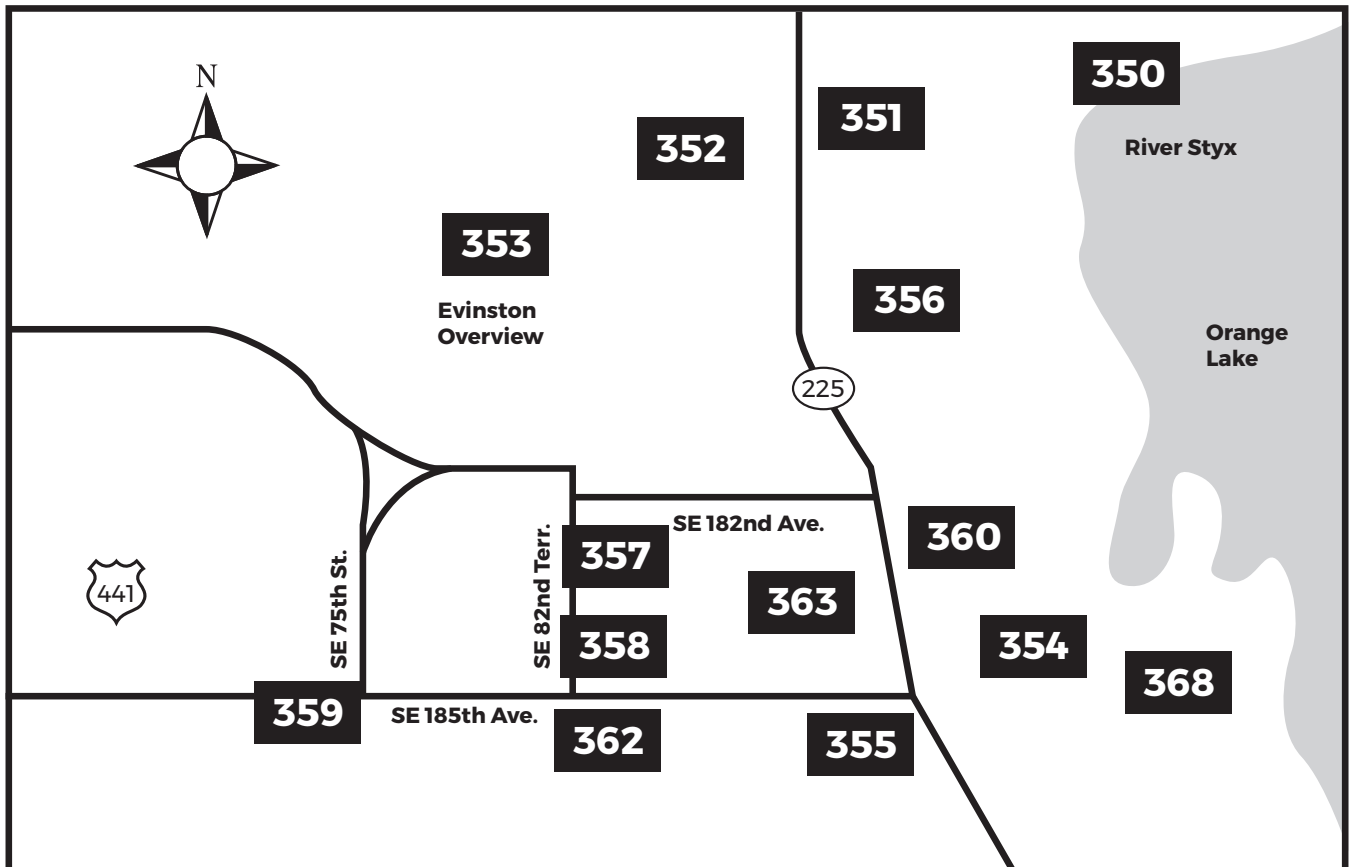 N
350
351
352
River Styx
353
356
Evinston
Overview
Orange
Lake
225
SE 182nd Ave.
360
357
441
SE 75th St.
SE 82nd Terr.
363
358
354
368
359
SE 185th Ave.
362
355